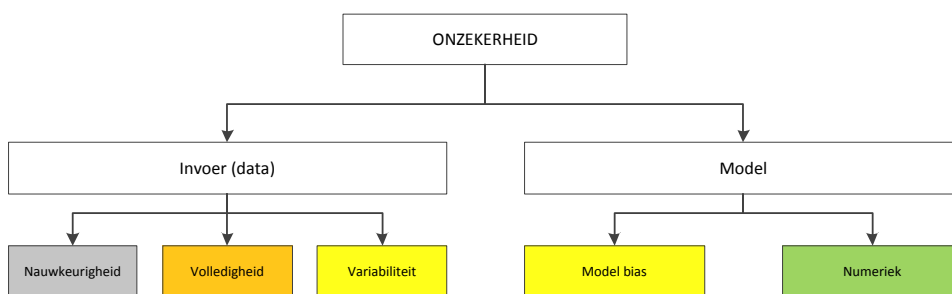 ONZEKERHEID
Invoer (data)
Model
Nauwkeurigheid
Volledigheid
Variabiliteit
Model bias
Numeriek